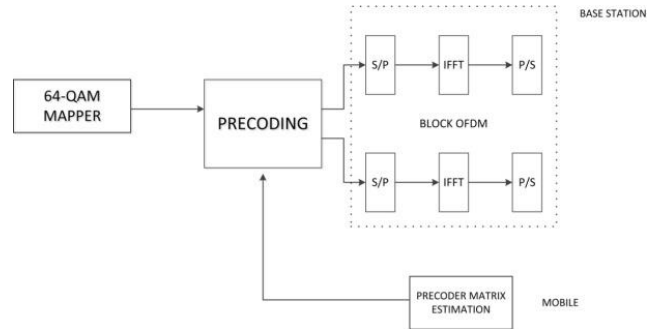 BASE STATION
S/P
IFFT
P/S
64-QAM
MAPPER
PRECODING
BLOCK OFDM
S/P
IFFT
P/S
PRECODER MATRIX
ESTIMATION
MOBILE